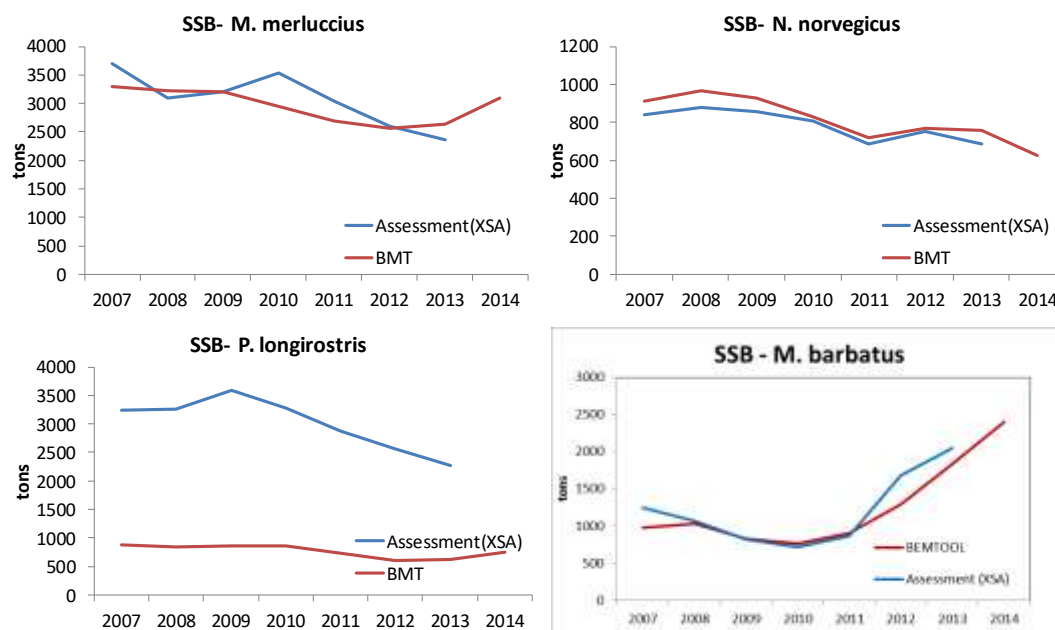 SSB- M. merluccius
4000
3500
3000
2500
2000
1500
1000
500
0
tons
Assessment(XSA)
BMT
2007 2008 2009 2010 2011 2012 2013 2014
SSB- N. norvegicus
1200
1000
800
600
400
200
0
tons
Assessment(XSA)
BMT
2007 2008 2009 2010 2011 2012 2013 2014
SSB- P. longirostris
4000
3500
3000
2500
2000
1500
1000
500
0
tons
Assessment(XSA)
BMT
2007 2008 2009 2010 2011 2012 2013 2014
SSB - M. barbatus
3000
2500
2000
1500
1000
500
0
tons
BEMTOOL
Assessment (XSA)
2007 2008 2009 2010 2011 2012 2013 2014